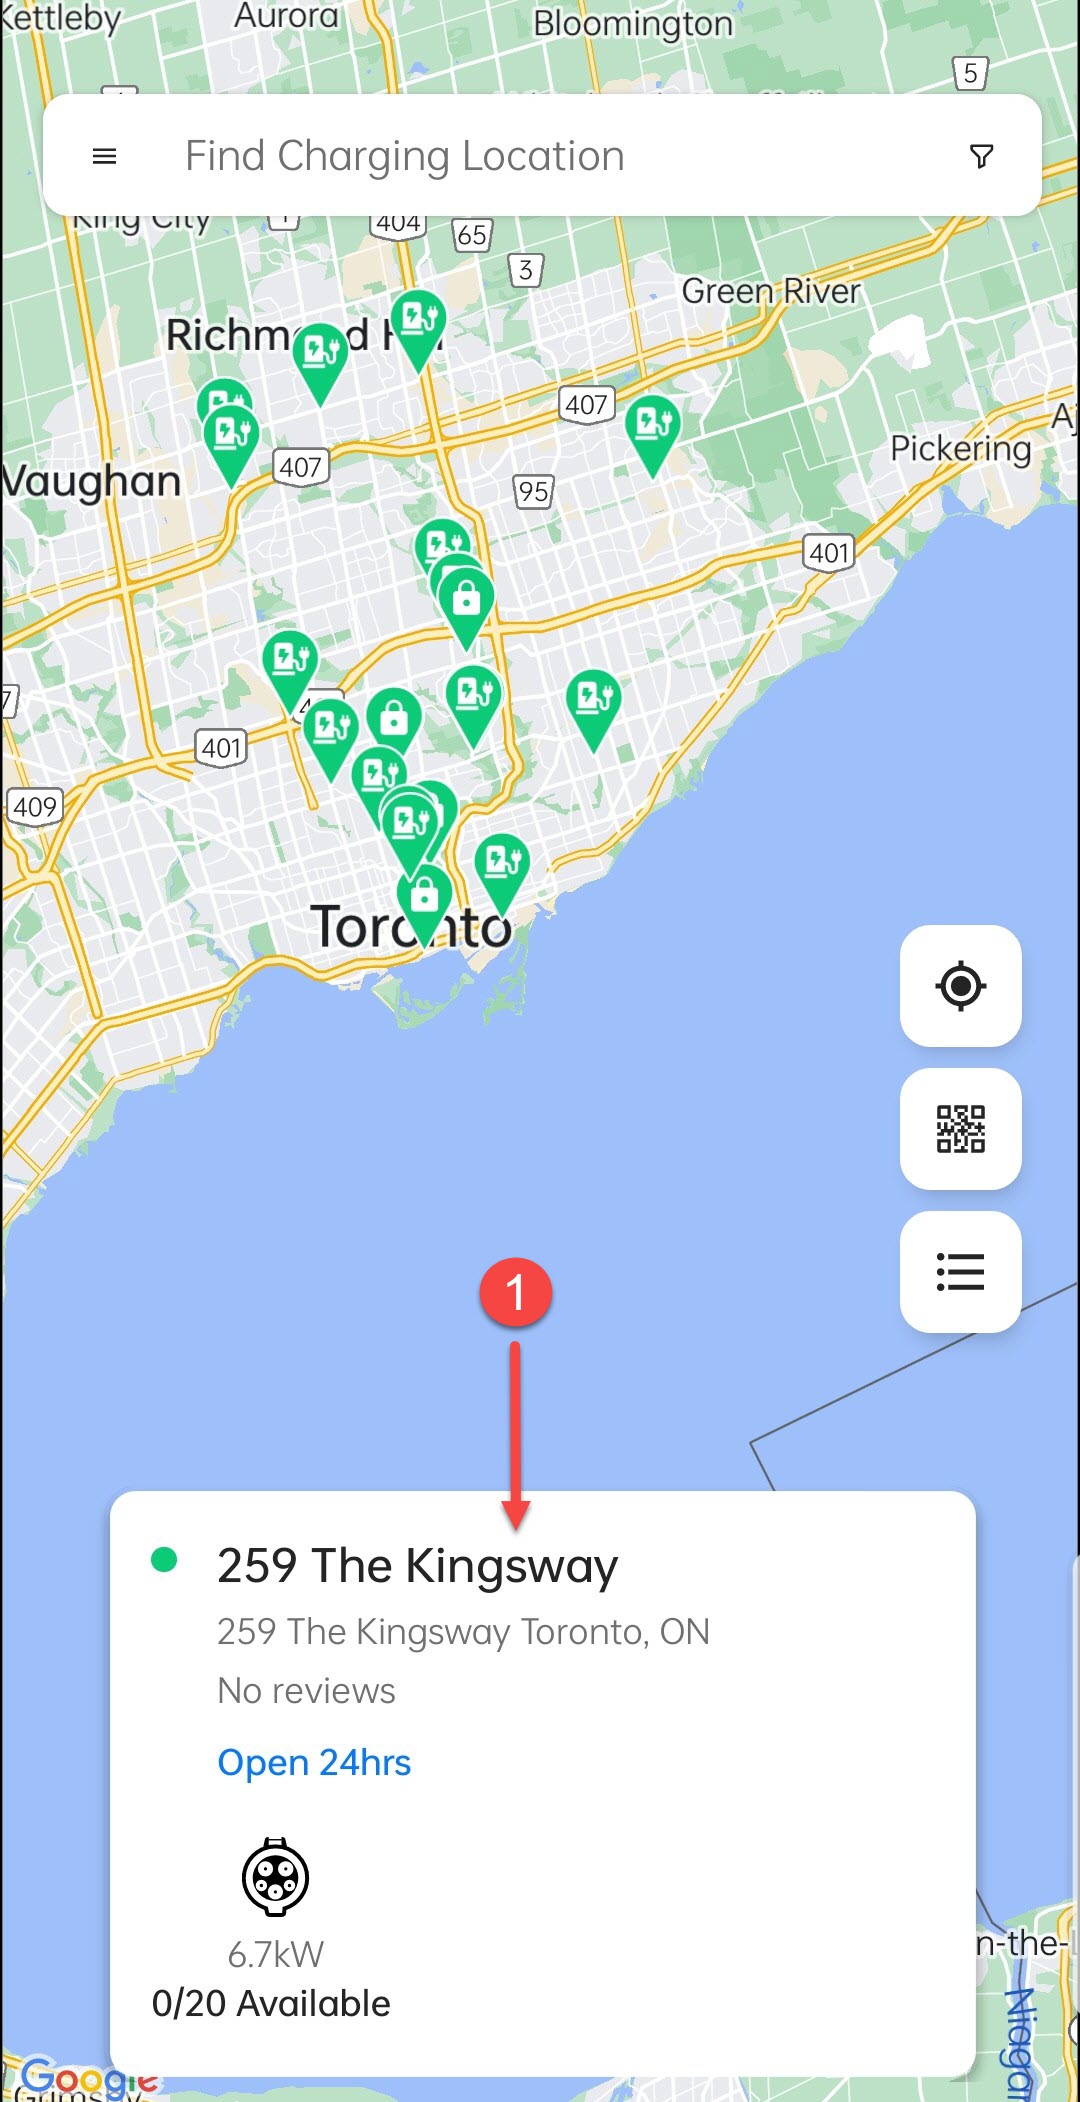 Kettleby
Aurora
Bloomington
5
Find Charging Location
King City
404
65
3
Green River
Richmond Hill
407
Vaughan
407
95
Pickering
401
401
409
Toronto
1
259 The Kingsway
259 The Kingsway Toronto, ON
No reviews
Open 24hrs
6.7kW
0/20 Available
n-the-
Niagar
Google
Grimsby